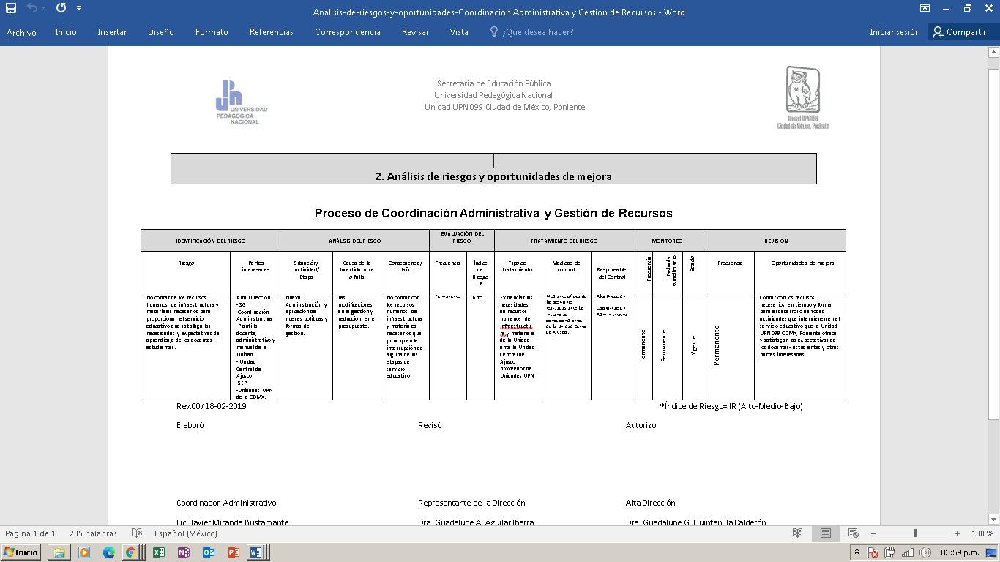 Analisis-de-riesgos-y-oportunidades-Coordinación Administrativa y Gestion de Recursos - Word
Archivo Inicio Insertar Diseño Formato Referencias Correspondencia Revisar Vista ¿Qué desea hacer? Iniciar sesión Compartir
UNIVERSIDAD
PEDAGOGICA
NACIONAL
Secretaría de Educación Pública
Universidad Pedagógica Nacional
Unidad UPN 099 Ciudad de México, Poniente
Unidad UPN 099
Ciudad de México, Poniente
2. Análisis de riesgos y oportunidades de mejora
Proceso de Coordinación Administrativa y Gestión de Recursos
IDENTIFICACIÓN DEL RIESGO
ANÁLISIS DEL RIESGO
EVALUACIÓN DEL
RIESGO
TRATAMIENTO DEL RIESGO
MONITOREO
REVISIÓN
Riesgo
Partes
interesadas
Situación/
Actividad/
Etapa
Causa de la
Incertidumbre
o falla
Consecuencia/
daño
Frecuencia
Índice
de
Riesgo
*
Tipo de
tratamiento
Medidas de
control
Responsable
del Control
Frecuencia
Fecha de
cumplimiento
Estado
Frecuencia
Oportunidades de mejora
No contar de los recursos
humanos, de infraestructura y
materiales necesarios para
proporcionar el servicio
educativo que satisfaga las
necesidades y expectativas de
aprendizaje de los docentes –
estudiantes.
Alta Dirección
- SG
-Coordinación
Administrativa
-Plantilla
docente,
administrativo y
manual de la
Unidad
- Unidad
Central de
Ajusco
-SEP
-Unidades UPN
de la CDMX.
Nueva
Administración, y
aplicación de
nuevas políticas y
formas de
gestión.
Las
modificaciones
en la gestión y
reducción en el
presupuesto.
No contar con
los recursos
humanos, de
infraestructura
y materiales
necesarios que
provoquen la
interrupción de
alguna de las
etapas del
servicio
educativo.
Permanente
Alto
Evidenciar las
necesidades
de recursos
humanos, de
infraestructu-
ra y materiales
de la Unidad
ante la Unidad
Central de
Ajusco,
proveedor de
Unidades UPN
Mediante oficios de
las gestiones
realizadas ante las
instancias
correspondientes
de la Unidad Cental
de Ajusco.
Alta Dirección
Coordinación
Administrativa
Permanente
Permanente
Vigente
Permanente
Contar con los recursos
necesarios, en tiempo y forma
para el desarrollo de todas
actividades que intervienen en el
servicio educativo que la Unidad
UPN 099 CDMX, Poniente ofrece
y satisfagan las expectativas de
los docentes- estudiantes y otras
partes interesadas.
Rev.00/18-02-2019 *Índice de Riesgo= IR (Alto-Medio-Bajo)
Elaboró Revisó Autorizó
Coordinador Administrativo Representante de la Dirección Alta Dirección
Lic. Javier Miranda Bustamante. Dra. Guadalupe A. Aguilar Ibarra Dra. Guadalupe G. Quintanilla Calderón.
Página 1 de 1 285 palabras Español (México) 100 %
Inicio 03:59 p.m.